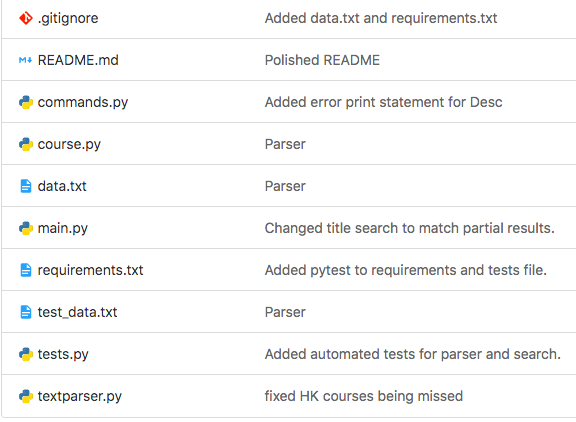 .gitignore Added data.txt and requirements.txt
README.md Polished README
commands.py Added error print statement for Desc
course.py Parser
data.txt Parser
main.py Changed title search to match partial results.
requirements.txt Added pytest to requirements and tests file.
test_data.txt Parser
tests.py Added automated tests for parser and search.
textparser.py fixed HK courses being missed